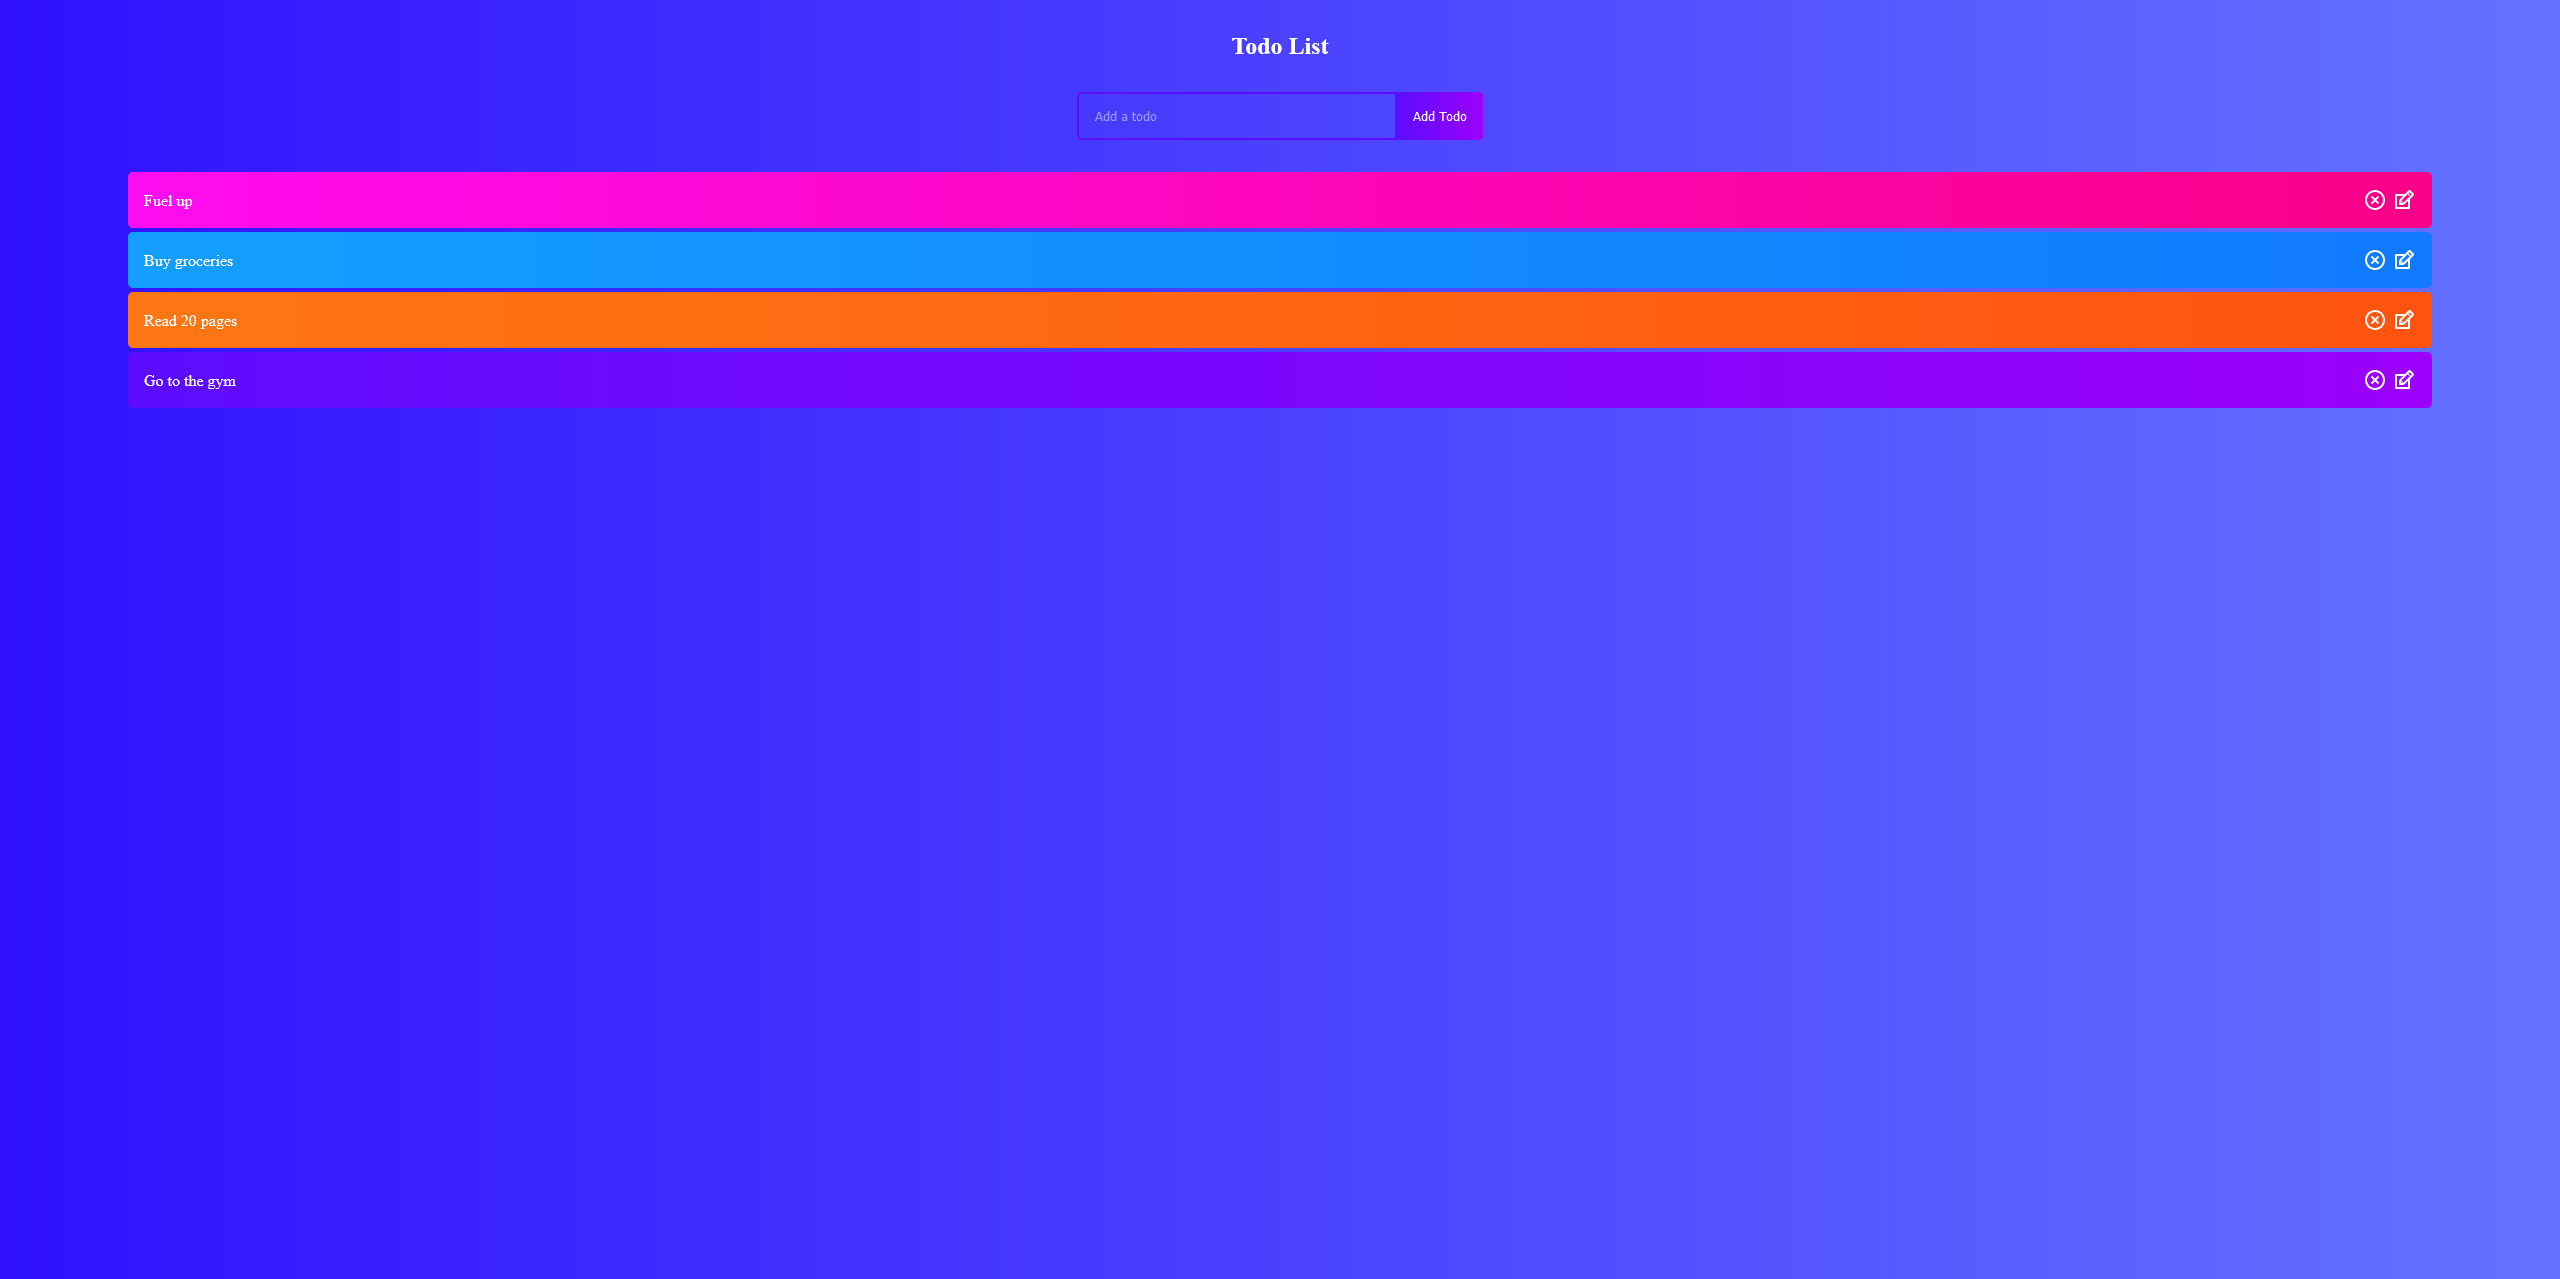 Todo List
Add a todo
Add Todo
Fuel up
Buy groceries
Read 20 pages
Go to the gym